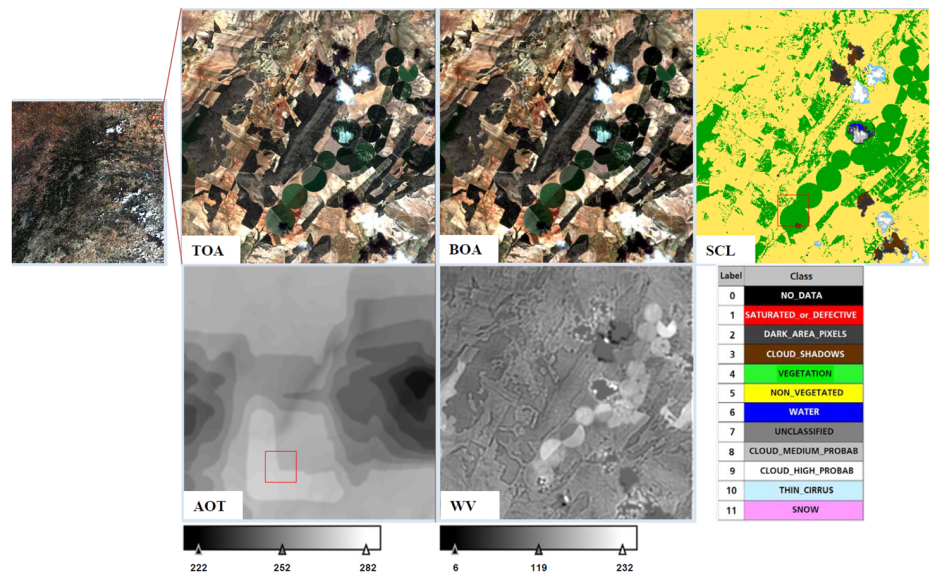 TOA
BOA
SCL
AOT
WV
Label Class
0 NO_DATA
1 SATURATED_or_DEFECTIVE
2 DARK_AREA_PIXELS
3 CLOUD_SHADOWS
4 VEGETATION
5 NON_VEGETATED
6 WATER
7 UNCLASSIFIED
8 CLOUD_MEDIUM_PROBAB
9 CLOUD_HIGH_PROBAB
10 THIN_CIRRUS
11 SNOW
222 252 282
6 119 232